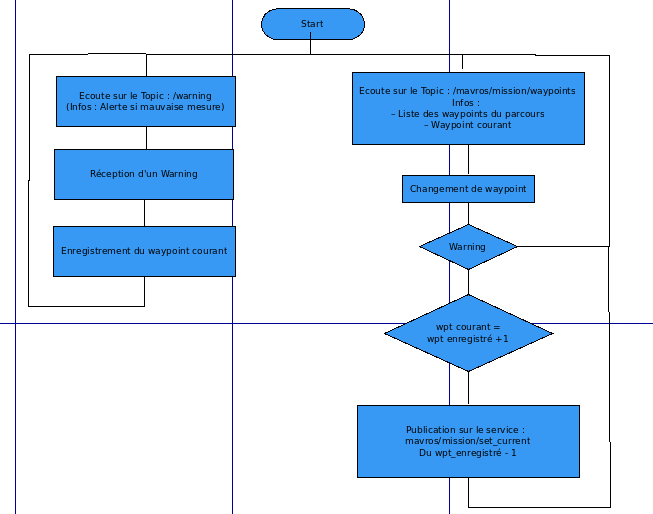 Start
Ecoute sur le Topic : /warning
(Infos : Alerte si mauvaise mesure)
Réception d'un Warning
Enregistrement du waypoint courant
Ecoute sur le Topic : /mavros/mission/waypoints
Infos :
– Liste des waypoints du parcours
– Waypoint courant
Changement de waypoint
Warning
wpt courant =
wpt enregistré +1
Publication sur le service :
mavros/mission/set_current
Du wpt_enregistré - 1